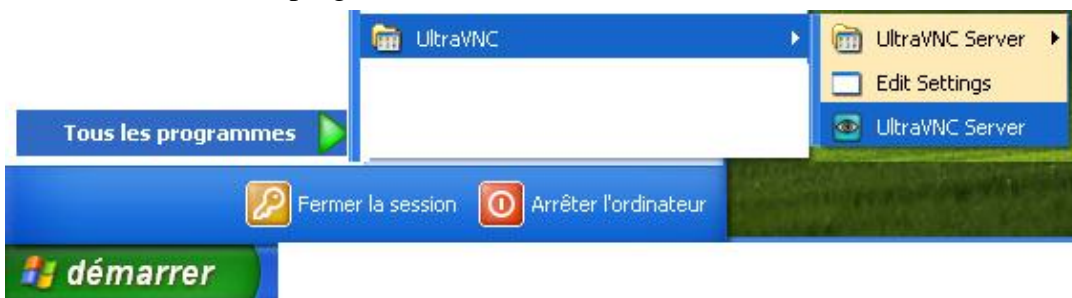 UltraVNC
UltraVNC Server
Edit Settings
Tous les programmes
UltraVNC Server
Fermer la session
Arrêter l'ordinateur
démarrer